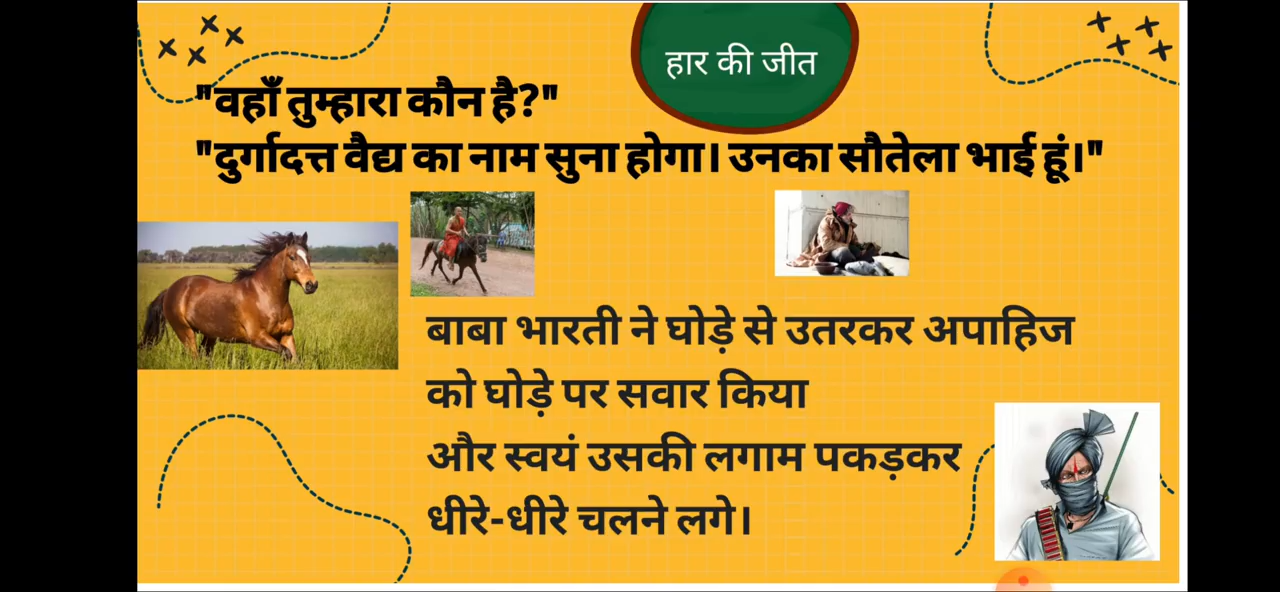 हार की जीत
"वहाँ तुम्हारा कौन है?"
"दुर्गादत्त वैद्य का नाम सुना होगा। उनका सौतेला भाई हूं।"
बाबा भारती ने घोड़े से उतरकर अपाहिज
को घोड़े पर सवार किया
और स्वयं उसकी लगाम पकड़कर
धीरे-धीरे चलने लगे।